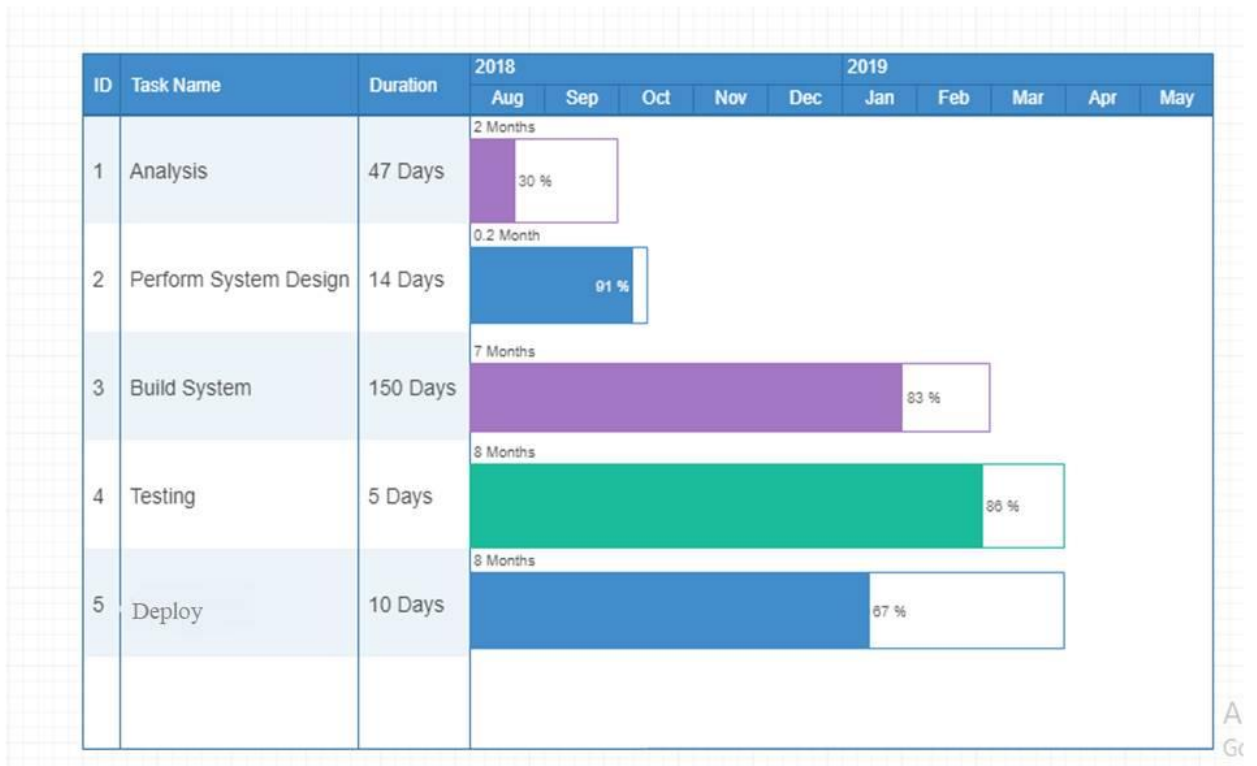 ID Task Name Duration 2018 2019
Aug Sep Oct Nov Dec Jan Feb Mar Apr May
2 Months
1 Analysis 47 Days 30 %
0.2 Month
2 Perform System Design 14 Days 91 %
7 Months
3 Build System 150 Days 83 %
8 Months
4 Testing 5 Days 86 %
8 Months
5 Deploy 10 Days 67 %